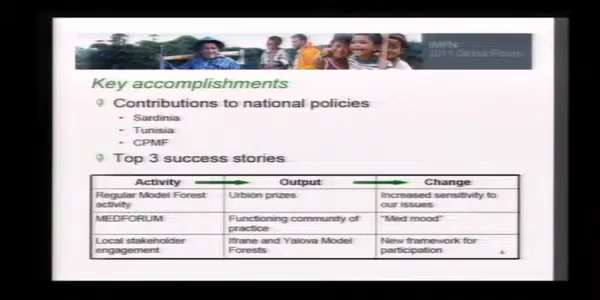 IMFN
2011 Global Forum
Key accomplishments
Contributions to national policies
- Sardinia
- Tunisia
- CPMF
Top 3 success stories
Activity Output Change
Regular Model Forest activity Urbión prizes Increased sensitivity to our issues
MEDFORUM Functioning community of practice "Med mood"
Local stakeholder engagement Ifrane and Yalova Model Forests New framework for participation